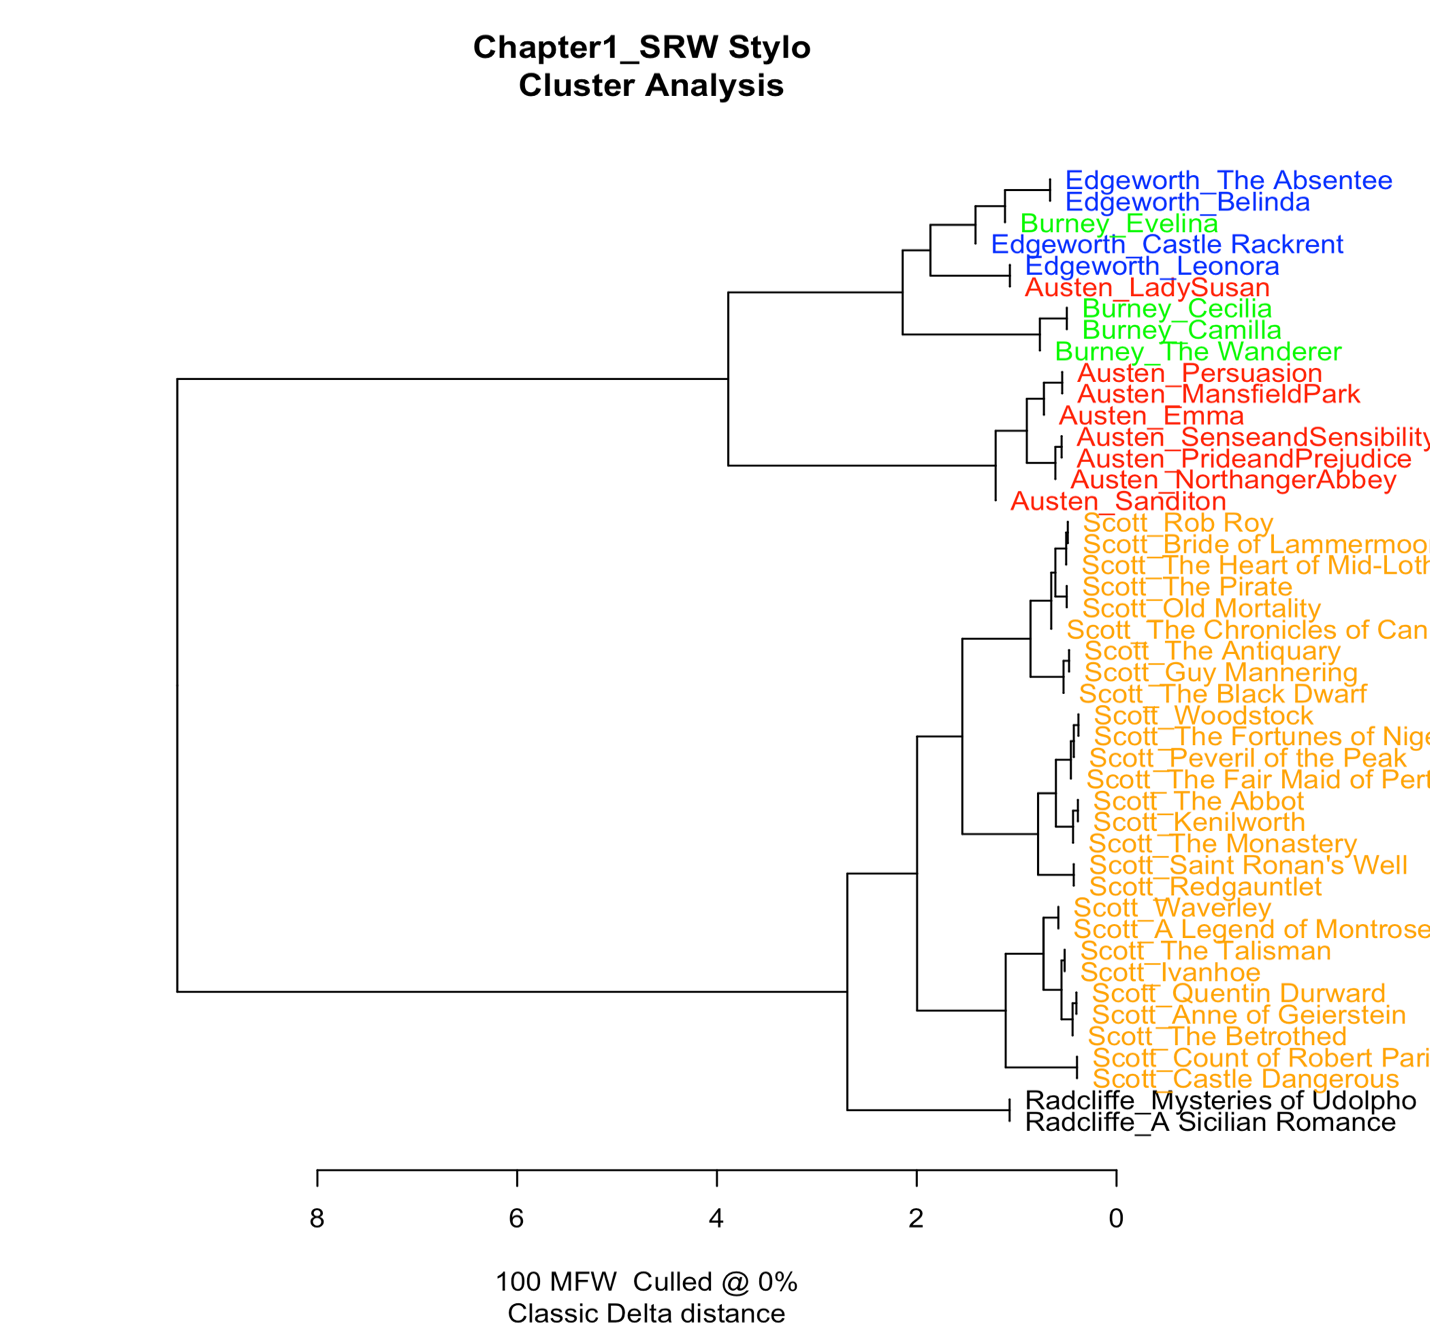 Chapter1_SRW Stylo
Cluster Analysis
Edgeworth_The Absentee
Edgeworth_Belinda
Burney_Evelina
Edgeworth_Castle Rackrent
Edgeworth_Leonora
Austen_LadySusan
Burney_Cecilia
Burney_Camilla
Burney_The Wanderer
Austen_Persuasion
Austen_MansfieldPark
Austen_Emma
Austen_SenseandSensibility
Austen_PrideandPrejudice
Austen_NorthangerAbbey
Austen_Sanditon
Scott_Rob Roy
Scott_Bride of Lammermoo
Scott_The Heart of Mid-Loth
Scott_The Pirate
Scott_Old Mortality
Scott_The Chronicles of Can
Scott_The Antiquary
Scott_Guy Mannering
Scott_The Black Dwarf
Scott_Woodstock
Scott_The Fortunes of Nige
Scott_Peveril of the Peak
Scott_The Fair Maid of Pert
Scott_The Abbot
Scott_Kenilworth
Scott_The Monastery
Scott_Saint Ronan's Well
Scott_Redgauntlet
Scott_Waverley
Scott_A Legend of Montrose
Scott_The Talisman
Scott_Ivanhoe
Scott_Quentin Durward
Scott_Anne of Geierstein
Scott_The Betrothed
Scott_Count of Robert Pari
Scott_Castle Dangerous
Radcliffe_Mysteries of Udolpho
Radcliffe_A Sicilian Romance
8 6 4 2 0
100 MFW Culled @ 0%
Classic Delta distance